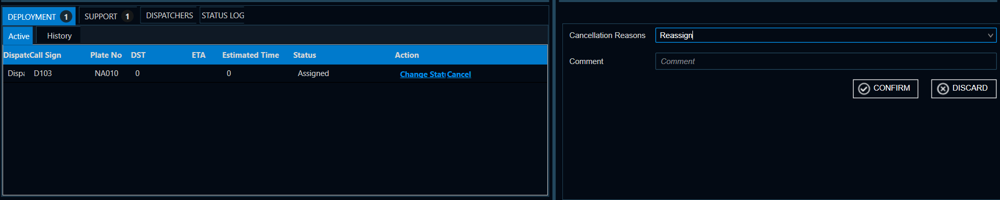 DEPLOYMENT 1 SUPPORT 1 DISPATCHERS STATUS LOG
Active History
Dispatc Call Sign Plate No DST ETA Estimated Time Status Action
Dispa D103 NA010 0 0 Assigned Change Stat Cancel
Cancellation Reasons Reassign
Comment Comment
CONFIRM DISCARD